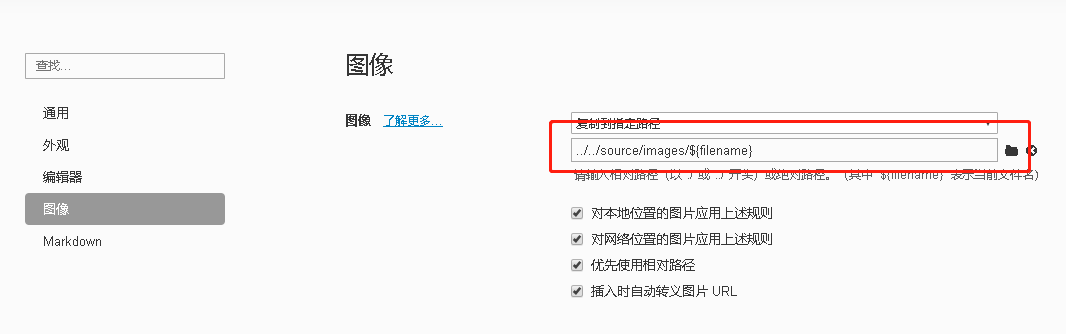 查找...
图像
通用
外观
编辑器
图像
Markdown
图像 了解更多...
复制到指定路径
../../source/images/${filename}
请输入相对路径（以 ./ 或 ../ 开头）或绝对路径。（其中 ${filename} 表示当前文件名)
对本地位置的图片应用上述规则
对网络位置的图片应用上述规则
优先使用相对路径
插入时自动转义图片 URL